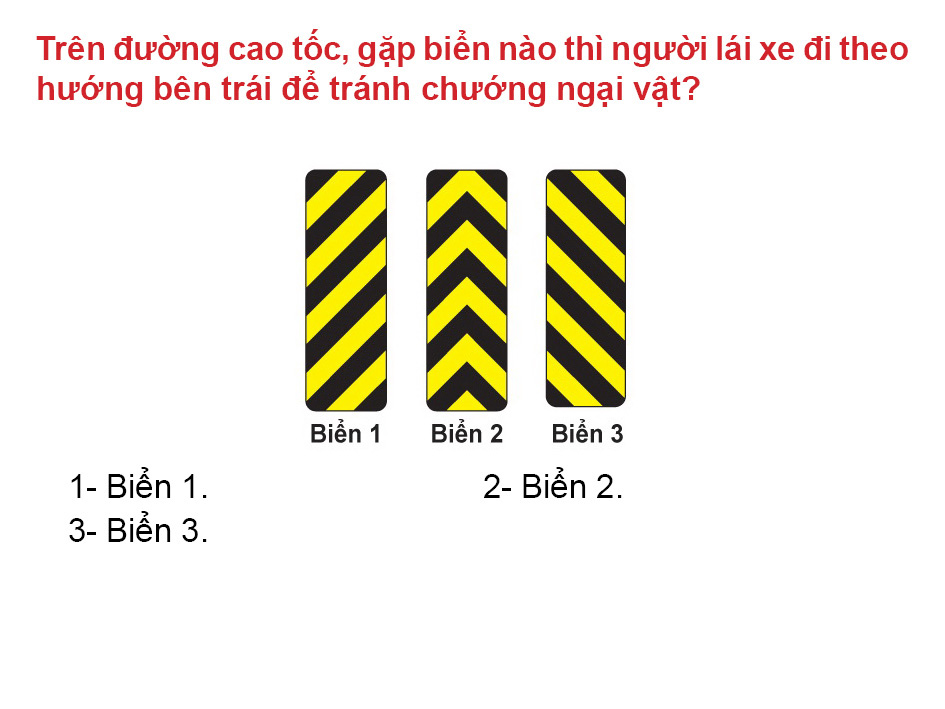 Trên đường cao tốc, gặp biển nào thì người lái xe đi theo
hướng bên trái để tránh chướng ngại vật?
Biển 1 Biển 2 Biển 3
1- Biển 1. 2- Biển 2.
3- Biển 3.